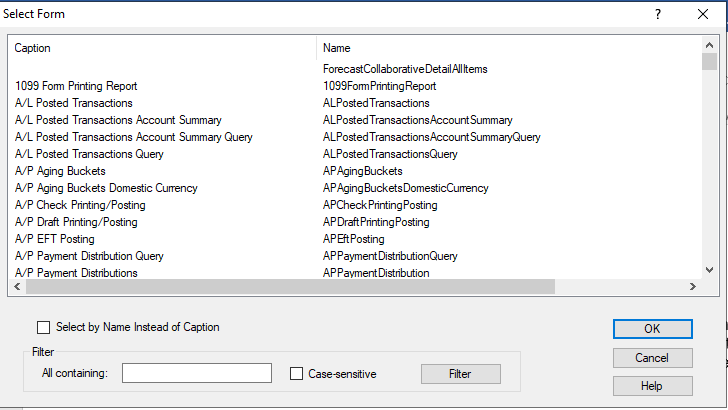 Select Form
?
Caption Name
ForecastCollaborativeDetailAllItems
1099 Form Printing Report 1099FormPrintingReport
A/L Posted Transactions ALPostedTransactions
A/L Posted Transactions Account Summary ALPostedTransactionsAccountSummary
A/L Posted Transactions Account Summary Query ALPostedTransactionsAccountSummaryQuery
A/L Posted Transactions Query ALPostedTransactionsQuery
A/P Aging Buckets APAgingBuckets
A/P Aging Buckets Domestic Currency APAgingBucketsDomesticCurrency
A/P Check Printing/Posting APCheckPrintingPosting
A/P Draft Printing/Posting APDraftPrintingPosting
A/P EFT Posting APEftPosting
A/P Payment Distribution Query APPaymentDistributionQuery
A/P Payment Distributions APPaymentDistribution
Select by Name Instead of Caption
OK
Filter
Cancel
All containing: Case-sensitive Filter
Help